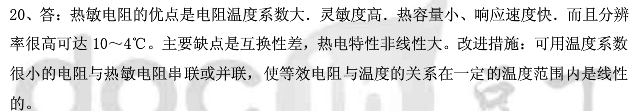 20、答：热敏电阻的优点是电阻温度系数大．灵敏度高．热容量小、响应速度快．而且分辨
率很高可达 10～4℃。主要缺点是互换性差，热电特性非线性大。改进措施：可用温度系数
很小的电阻与热敏电阻串联或并联，使等效电阻与温度的关系在一定的温度范围内是线性
的。